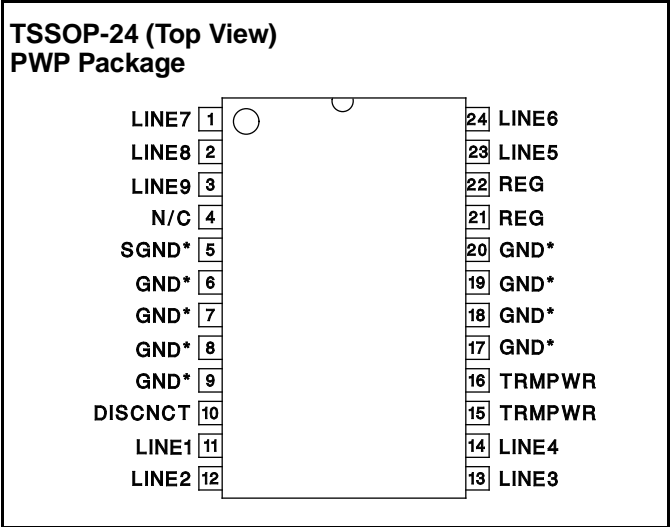 TSSOP-24 (Top View)
PWP Package
LINE7 1
LINE8 2
LINE9 3
N/C 4
SGND* 5
GND* 6
GND* 7
GND* 8
GND* 9
DISCNCT 10
LINE1 11
LINE2 12
24 LINE6
23 LINE5
22 REG
21 REG
20 GND*
19 GND*
18 GND*
17 GND*
16 TRMPWR
15 TRMPWR
14 LINE4
13 LINE3